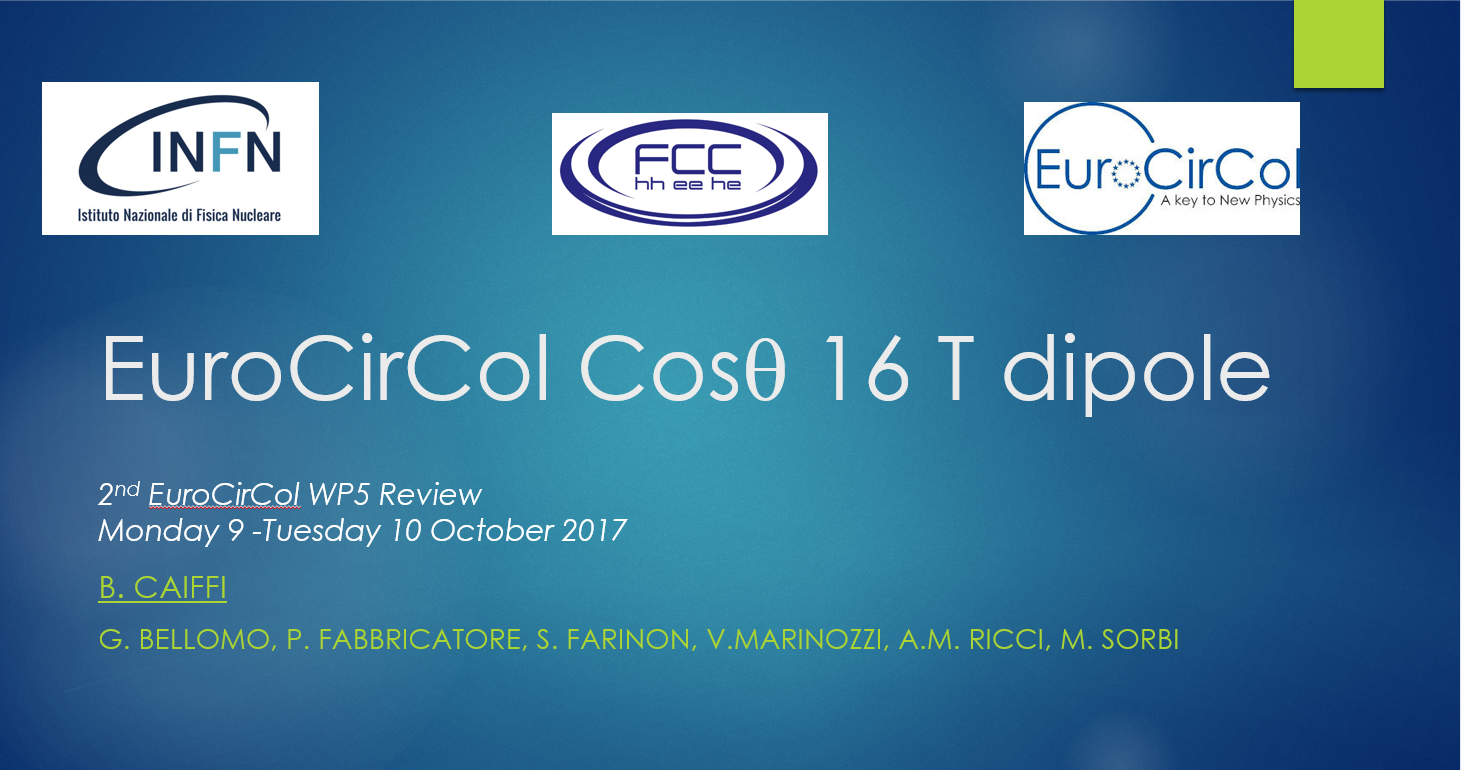 INFN
Istituto Nazionale di Fisica Nucleare
FCC
hh ee he
EuroCirCol
A key to New Physics
EuroCirCol Cosθ 16 T dipole
2nd EuroCirCol WP5 Review
Monday 9 -Tuesday 10 October 2017
B. CAIFFI
G. BELLOMO, P. FABBRICATORE, S. FARINON, V.MARINOZZI, A.M. RICCI, M. SORBI